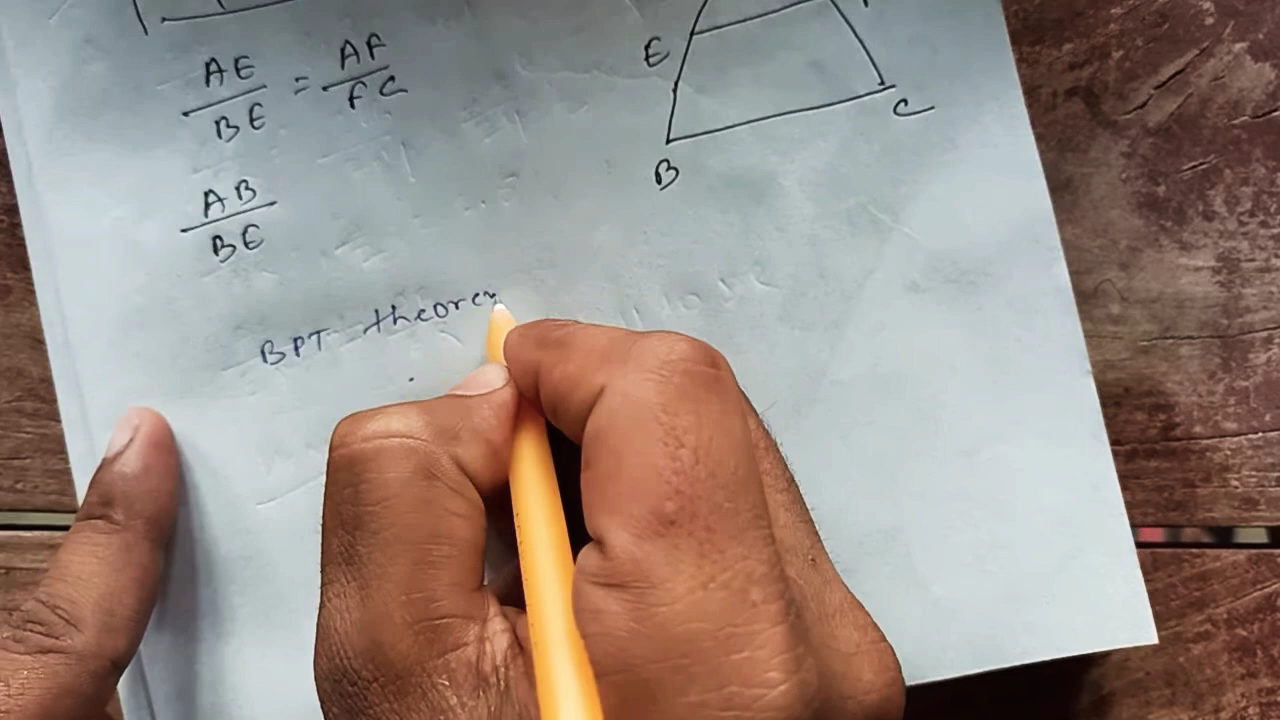 AE/BE = AF/FC
E
C
B
AB/BE
BPT theorem